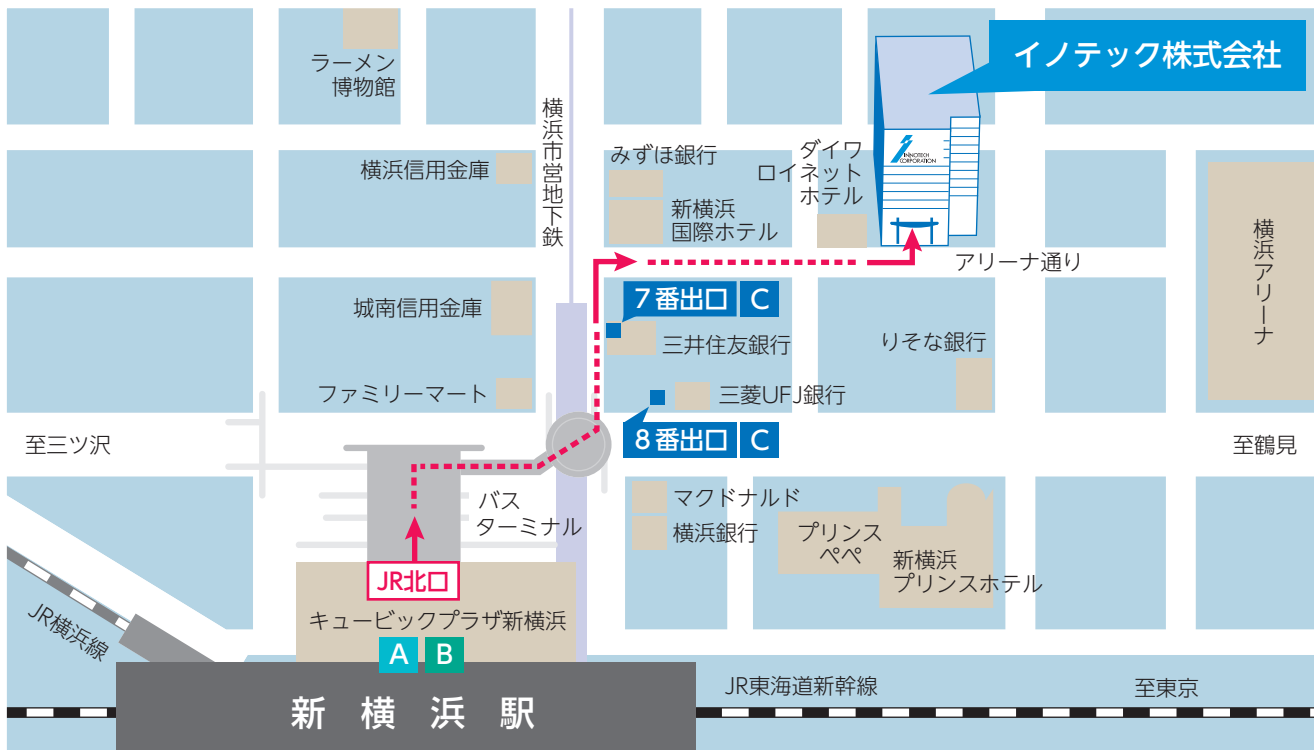 イノテック株式会社
ラーメン
博物館
横浜市営地下鉄
横浜信用金庫
みずほ銀行
新横浜
国際ホテル
ダイワ
ロイネット
ホテル
INNOTECH
CORPORATION
アリーナ通り
横浜アリーナ
城南信用金庫
7番出口 C
三井住友銀行
りそな銀行
ファミリーマート
三菱UFJ銀行
8番出口 C
至三ツ沢
至鶴見
バス
ターミナル
マクドナルド
横浜銀行
プリンス
ペペ
新横浜
プリンスホテル
JR北口
キュービックプラザ新横浜
A B
JR横浜線
新横浜駅
JR東海道新幹線
至東京